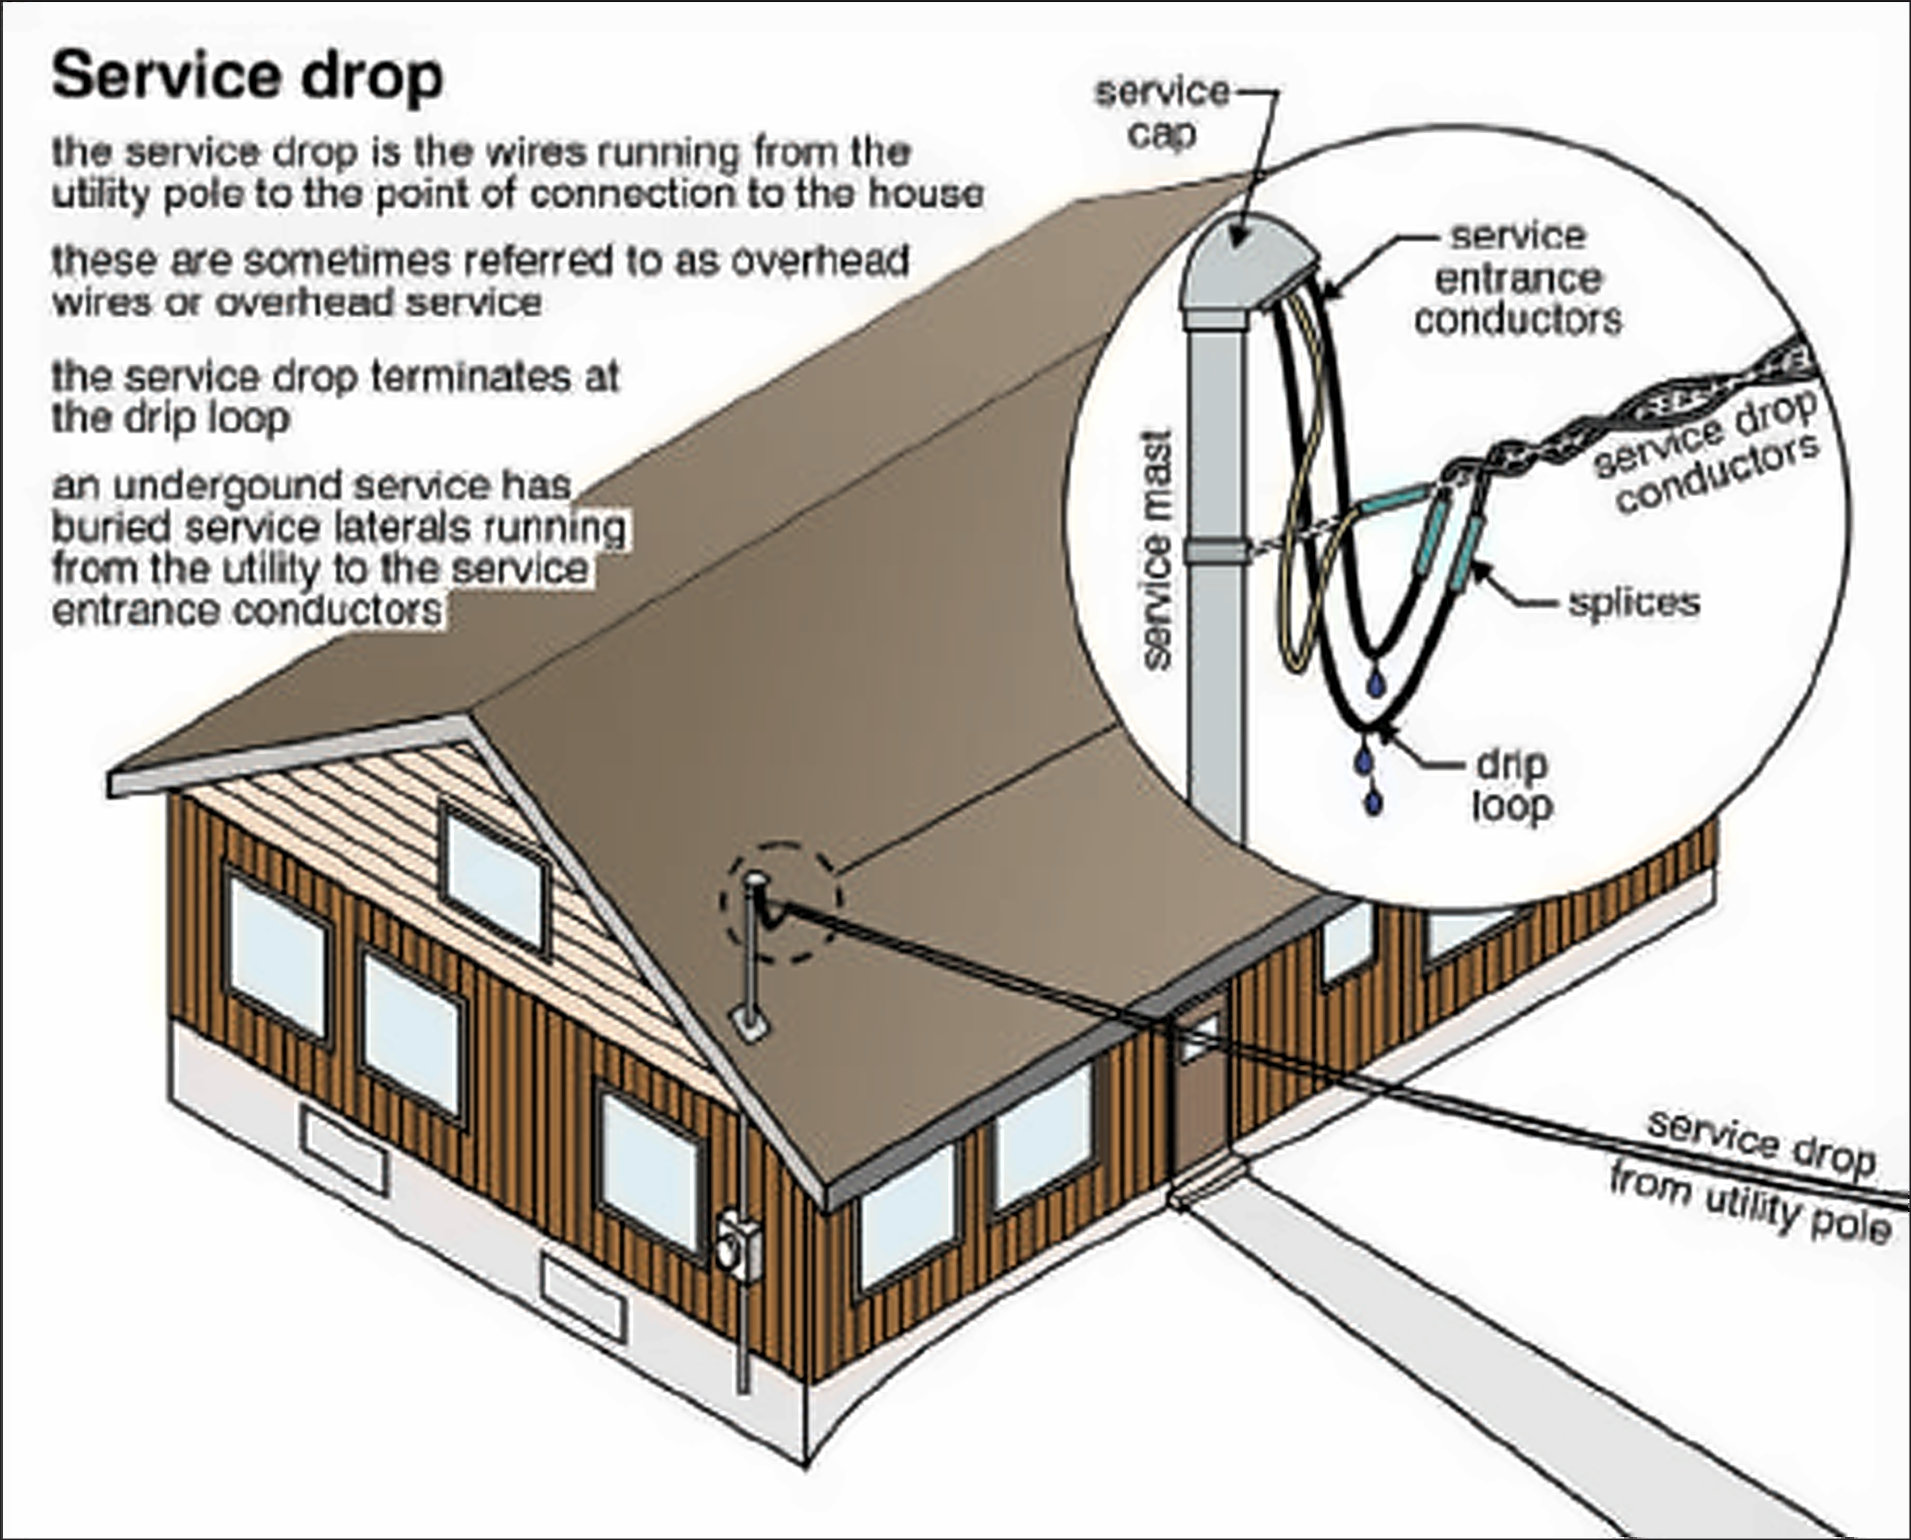 Service drop
the service drop is the wires running from the
utility pole to the point of connection to the house
these are sometimes referred to as overhead
wires or overhead service
the service drop terminates at
the drip loop
an undergound service has
buried service laterals running
from the utility to the service
entrance conductors
service
cap
service
entrance
conductors
service drop
conductors
service mast
splices
drip
loop
service drop
from utility pole